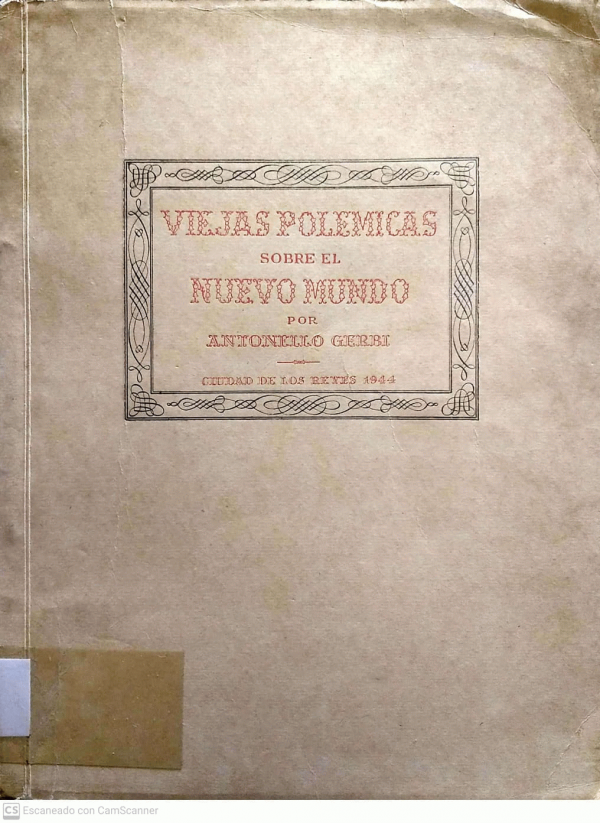 VIEJAS POLEMICAS
SOBRE EL
NUEVO MUNDO
POR
ANTONELLO GERBI
CIUDAD DE LOS REYES 1944
CS Escaneado con CamScanner